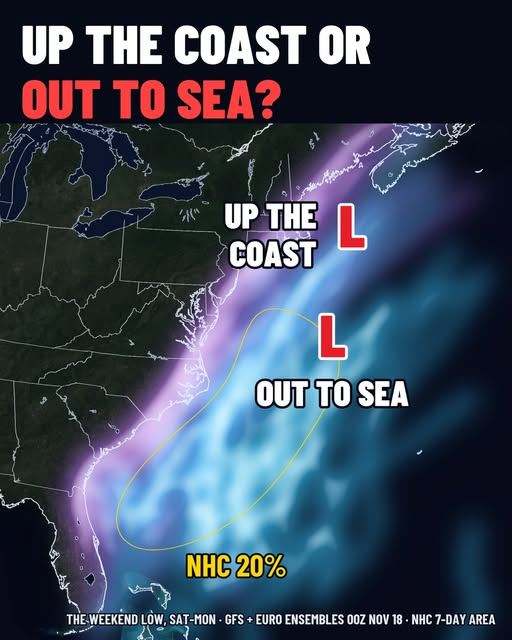 UP THE COAST OR
OUT TO SEA?
UP THE
COAST
L
L
OUT TO SEA
NHC 20%
THE WEEKEND LOW, SAT-MON · GFS + EURO ENSEMBLES 00Z NOV 18 · NHC 7-DAY AREA